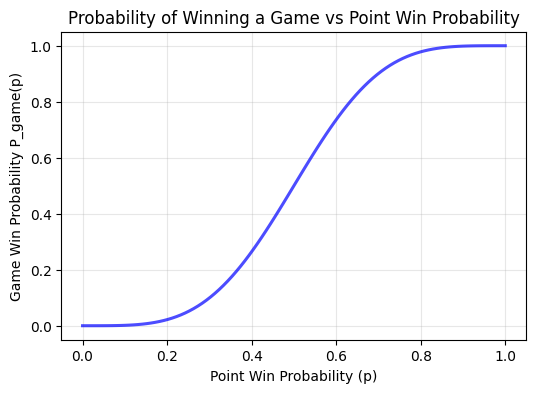 Probability of Winning a Game vs Point Win Probability
Game Win Probability P_game(p)
1.0
0.8
0.6
0.4
0.2
0.0
0.0 0.2 0.4 0.6 0.8 1.0
Point Win Probability (p)